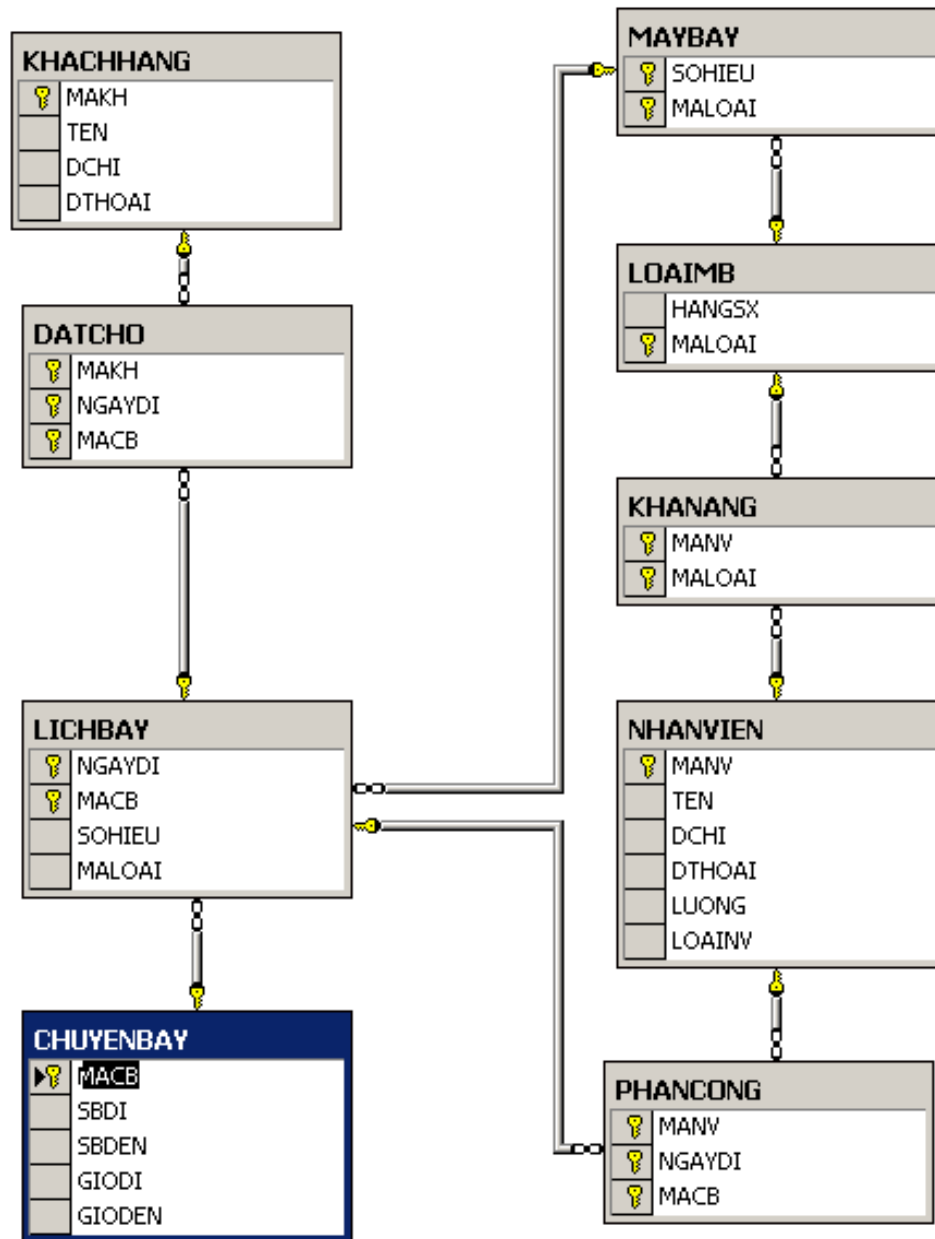 KHACHHANG
MAKH
TEN
DCHI
DTHOAI
DATCHO
MAKH
NGAYDI
MACB
LICHBAY
NGAYDI
MACB
SOHIEU
MALOAI
CHUYENBAY
MACB
SBDI
SBDEN
GIODI
GIODEN
MAYBAY
SOHIEU
MALOAI
LOAIMB
HANGSX
MALOAI
KHANANG
MANV
MALOAI
NHANVIEN
MANV
TEN
DCHI
DTHOAI
LUONG
LOAINV
PHANCONG
MANV
NGAYDI
MACB